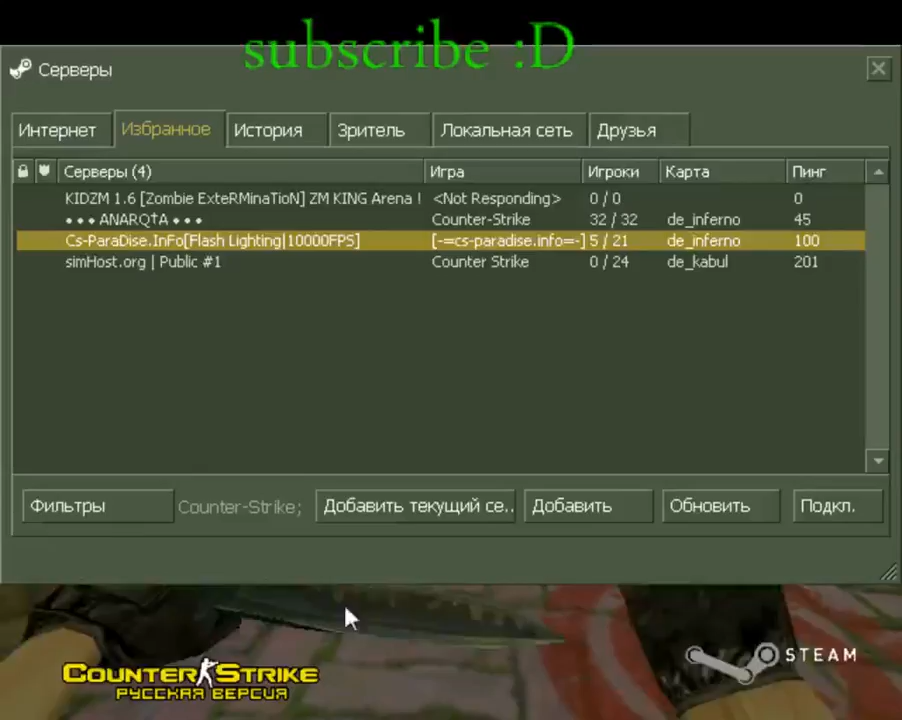 subscribe :D
Серверы
Интернет Избранное История Зритель Локальная сеть Друзья
Серверы (4) Игра Игроки Карта Пинг
KIDZM 1.6 [Zombie ExteRMinaTioN] ZM KING Arena ! <Not Responding> 0 / 0 0
• • • ANARQ†A • • • Counter-Strike 32 / 32 de_inferno 45
Cs-ParaDise.InFo[Flash Lighting|10000FPS] [-=cs-paradise.info=-] 5 / 21 de_inferno 100
simHost.org | Public #1 Counter Strike 0 / 24 de_kabul 201
Фильтры Counter-Strike; Добавить текущий се.. Добавить Обновить Подкл.
STEAM
COUNTER STRIKE
РУССКАЯ ВЕРСИЯ